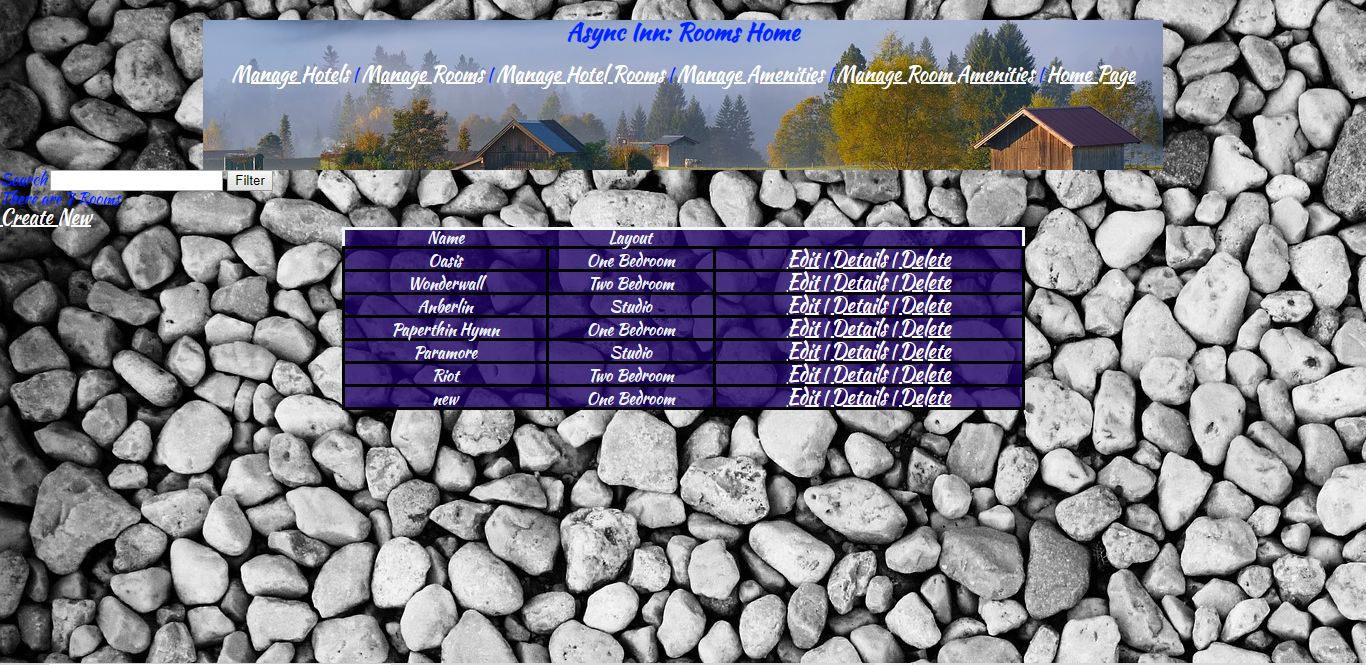 Async Inn: Rooms Home
Manage Hotels / Manage Rooms / Manage Hotel Rooms / Manage Amenities / Manage Room Amenities / Home Page
Search Filter
There are 7 Rooms
Create New
Name Layout
Oasis One Bedroom Edit | Details | Delete
Wonderwall Two Bedroom Edit | Details | Delete
Anberlin Studio Edit | Details | Delete
Paperthin Hymn One Bedroom Edit | Details | Delete
Paramore Studio Edit | Details | Delete
Riot Two Bedroom Edit | Details | Delete
new One Bedroom Edit | Details | Delete